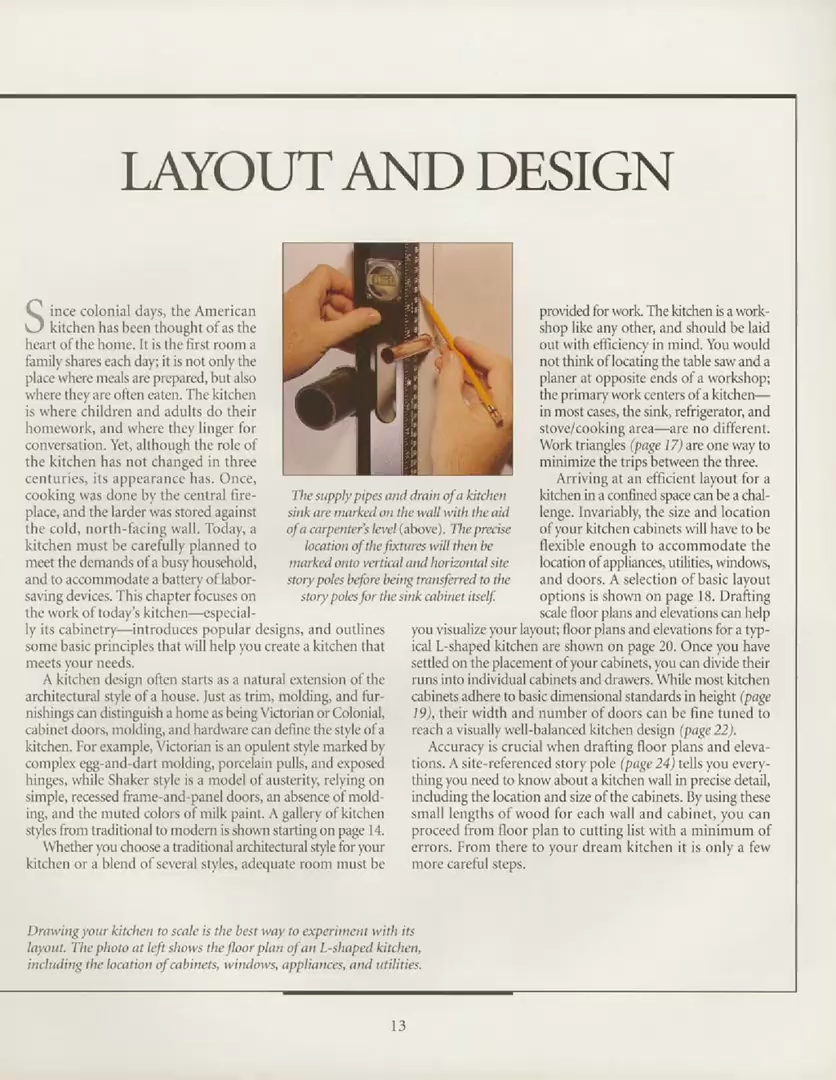 LAYOUT AND DESIGN
Since colonial days, the American
kitchen has been thought of as the
heart of the home. It is the first room a
family shares each day; it is not only the
place where meals are prepared, but also
where they are often eaten. The kitchen
is where children and adults do their
homework, and where they linger for
conversation. Yet, although the role of
the kitchen has not changed in three
centuries, its appearance has. Once,
cooking was done by the central fire-
place, and the larder was stored against
the cold, north-facing wall. Today, a
kitchen must be carefully planned to
meet the demands of a busy household,
and to accommodate a battery of labor-
saving devices. This chapter focuses on
the work of today's kitchen—especial-
ly its cabinetry—introduces popular designs, and outlines
some basic principles that will help you create a kitchen that
meets your needs.
A kitchen design often starts as a natural extension of the
architectural style of a house. Just as trim, molding, and fur-
nishings can distinguish a home as being Victorian or Colonial,
cabinet doors, molding, and hardware can define the style of a
kitchen. For example, Victorian is an opulent style marked by
complex egg-and-dart molding, porcelain pulls, and exposed
hinges, while Shaker style is a model of austerity, relying on
simple, recessed frame-and-panel doors, an absence of mold-
ing, and the muted colors of milk paint. A gallery of kitchen
styles from traditional to modern is shown starting on page 14.
Whether you choose a traditional architectural style for your
kitchen or a blend of several styles, adequate room must be
The supply pipes and drain of a kitchen
sink are marked on the wall with the aid
of a carpenter's level (above). The precise
location of the fixtures will then be
marked onto vertical and horizontal site
story poles before being transferred to the
story poles for the sink cabinet itself.
provided for work. The kitchen is a work-
shop like any other, and should be laid
out with efficiency in mind. You would
not think of locating the table saw and a
planer at opposite ends of a workshop;
the primary work centers of a kitchen—
in most cases, the sink, refrigerator, and
stove/cooking area—are no different.
Work triangles (page 17) are one way to
minimize the trips between the three.
Arriving at an efficient layout for a
kitchen in a confined space can be a chal-
lenge. Invariably, the size and location
of your kitchen cabinets will have to be
flexible enough to accommodate the
location of appliances, utilities, windows,
and doors. A selection of basic layout
options is shown on page 18. Drafting
scale floor plans and elevations can help
you visualize your layout; floor plans and elevations for a typ-
ical L-shaped kitchen are shown on page 20. Once you have
settled on the placement of your cabinets, you can divide their
runs into individual cabinets and drawers. While most kitchen
cabinets adhere to basic dimensional standards in height (page
19), their width and number of doors can be fine tuned to
reach a visually well-balanced kitchen design (page 22).
Accuracy is crucial when drafting floor plans and eleva-
tions. A site-referenced story pole (page 24) tells you every-
thing you need to know about a kitchen wall in precise detail,
including the location and size of the cabinets. By using these
small lengths of wood for each wall and cabinet, you can
proceed from floor plan to cutting list with a minimum of
errors. From there to your dream kitchen it is only a few
more careful steps.
Drawing your kitchen to scale is the best way to experiment with its
layout. The photo at left shows the floor plan of an L-shaped kitchen,
including the location of cabinets, windows, appliances, and utilities.
13